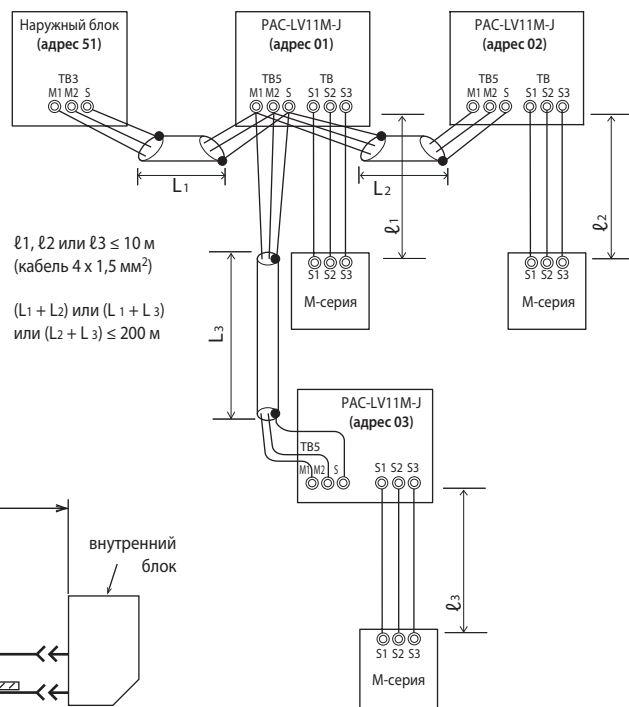 Наружный блок
(адрес 51)
TB3
M1 M2 S
PAC-LV11M-J
(адрес 01)
TB5 TB
M1 M2 S S1 S2 S3
PAC-LV11M-J
(адрес 02)
TB5 TB
M1 M2 S S1 S2 S3
L1
L2
ℓ1
ℓ2
ℓ1, ℓ2 или ℓ3 ≤ 10 м
(кабель 4 x 1,5 мм²)
(L1 + L2) или (L 1 + L 3)
или (L2 + L 3) ≤ 200 м
S1 S2 S3
М-серия
S1 S2 S3
М-серия
L3
PAC-LV11M-J
(адрес 03)
TB5
M1 M2 S S1 S2 S3
ℓ3
внутренний
блок
S1 S2 S3
М-серия